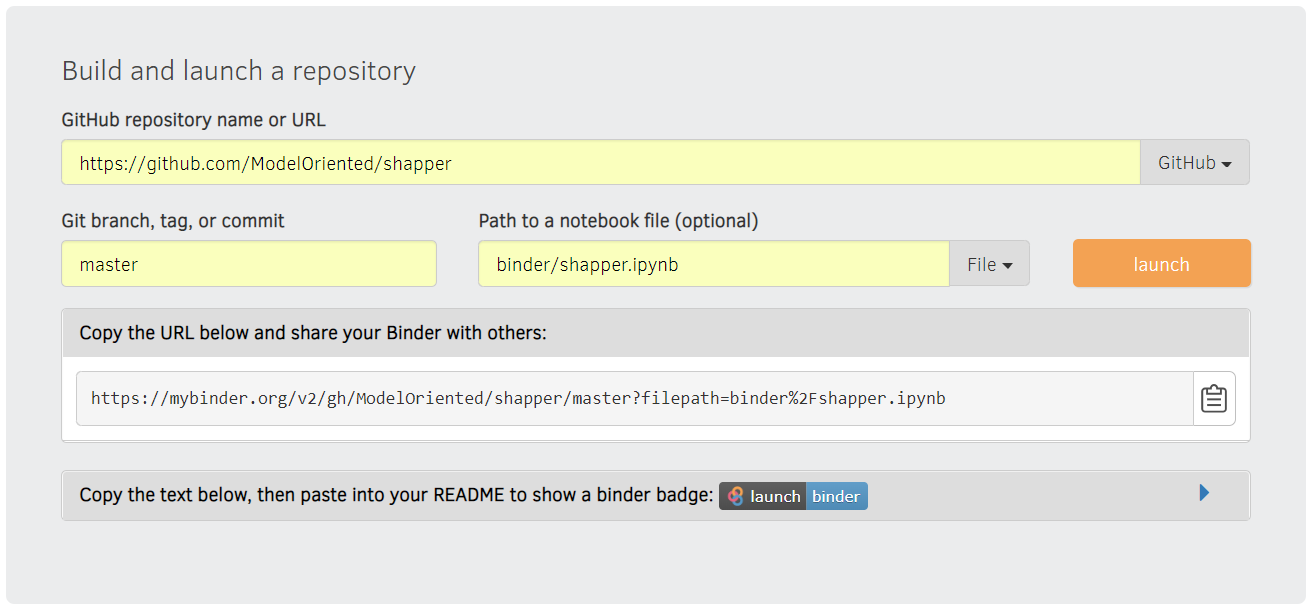 Build and launch a repository
GitHub repository name or URL
https://github.com/ModelOriented/shapper
GitHub
Git branch, tag, or commit
Path to a notebook file (optional)
master
binder/shapper.ipynb
File
launch
Copy the URL below and share your Binder with others:
https://mybinder.org/v2/gh/ModelOriented/shapper/master?filepath=binder%2Fshapper.ipynb
Copy the text below, then paste into your README to show a binder badge: launch binder